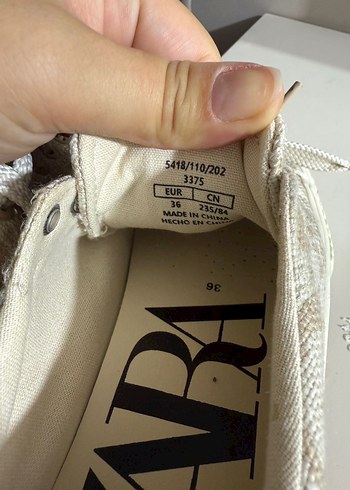 5418/110/202
3375
EUR CN
36 235/84
MADE IN CHINA
HECHO EN CHINA
36
ZARA